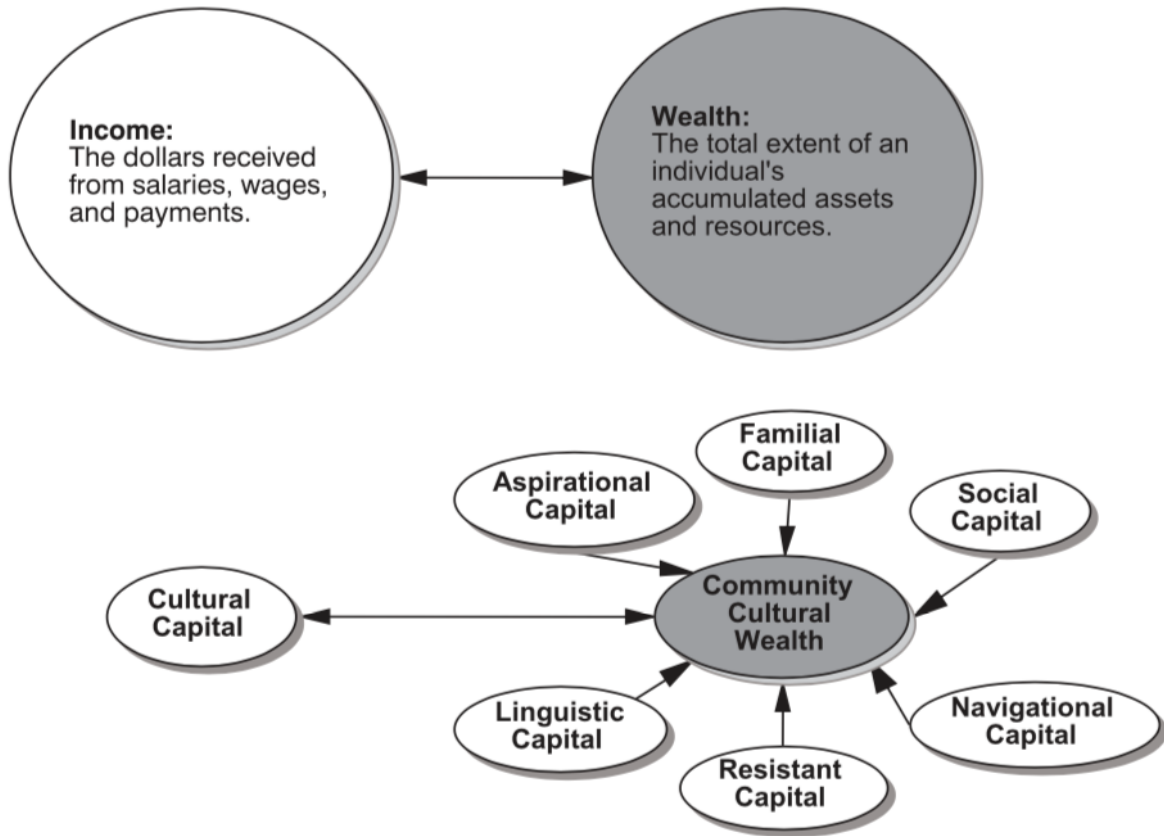 Income:
The dollars received
from salaries, wages,
and payments.
Wealth:
The total extent of an
individual's
accumulated assets
and resources.
Familial
Capital
Aspirational
Capital
Social
Capital
Cultural
Capital
Community
Cultural
Wealth
Linguistic
Capital
Navigational
Capital
Resistant
Capital